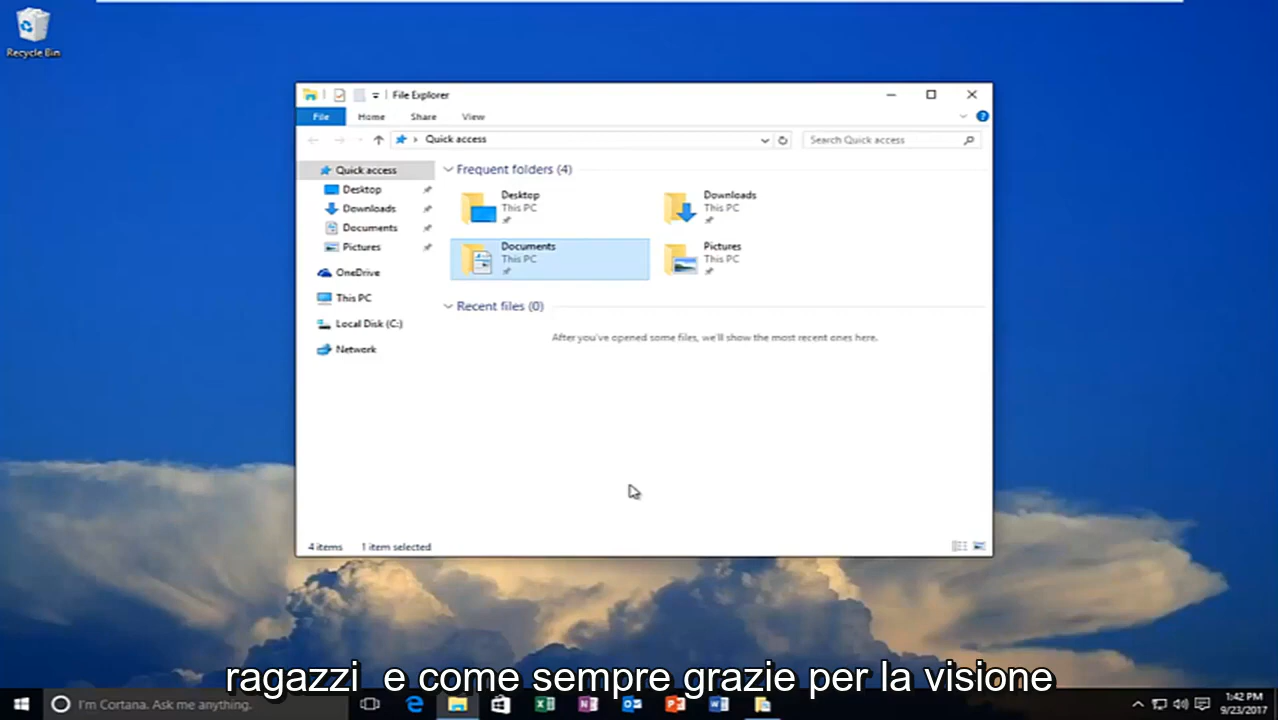 Recycle Bin
File Explorer
File Home Share View
Quick access
Search Quick access
Quick access
Desktop
Downloads
Documents
Pictures
OneDrive
This PC
Local Disk (C:)
Network
Frequent folders (4)
Desktop
This PC
Downloads
This PC
Documents
This PC
Pictures
This PC
Recent files (0)
After you've opened some files, we'll show the most recent ones here.
4 items 1 item selected
ragazzi e come sempre grazie per la visione
I'm Cortana. Ask me anything.
1:42 PM
9/23/2017